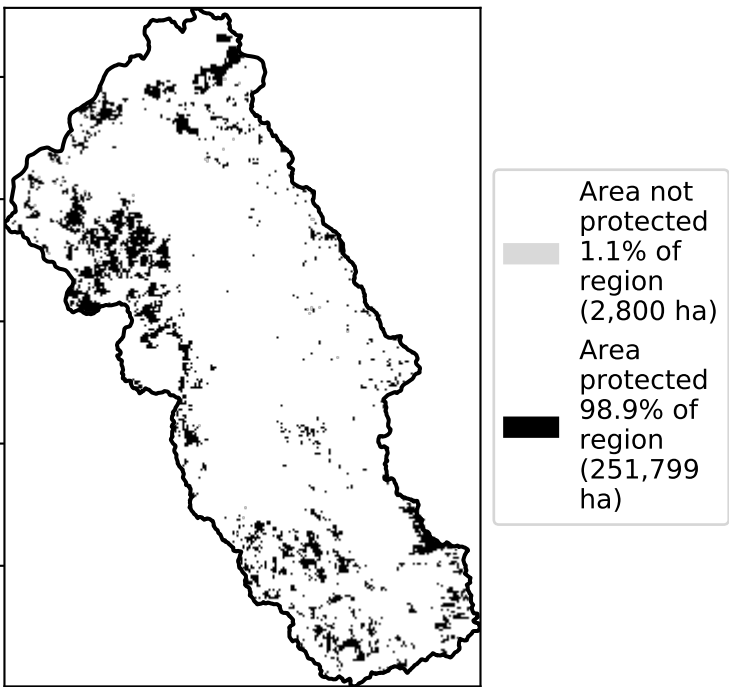 Area not
protected
1.1% of
region
(2,800 ha)
Area
protected
98.9% of
region
(251,799
ha)